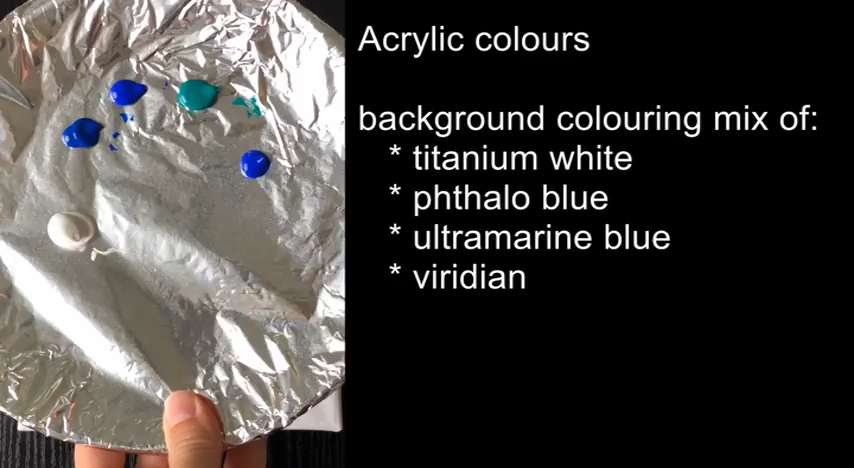 Acrylic colours
background colouring mix of:
* titanium white
* phthalo blue
* ultramarine blue
* viridian